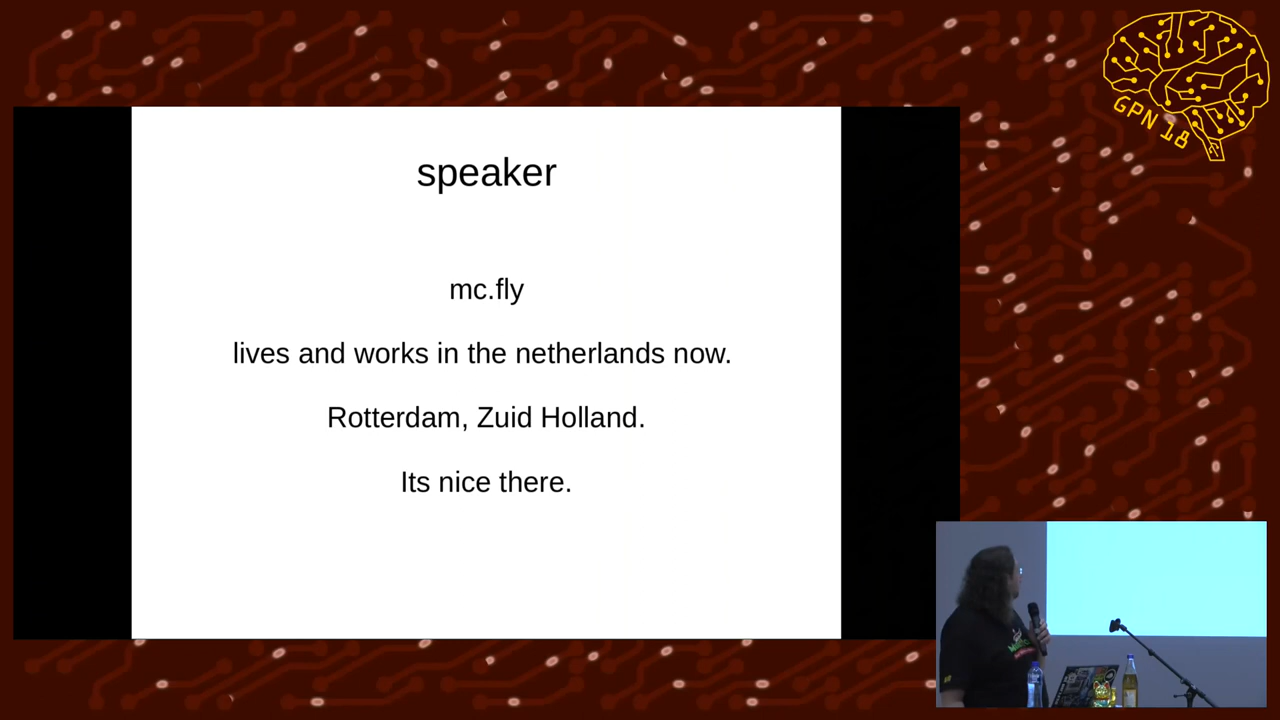 GPN 18
speaker
mc.fly
lives and works in the netherlands now.
Rotterdam, Zuid Holland.
Its nice there.